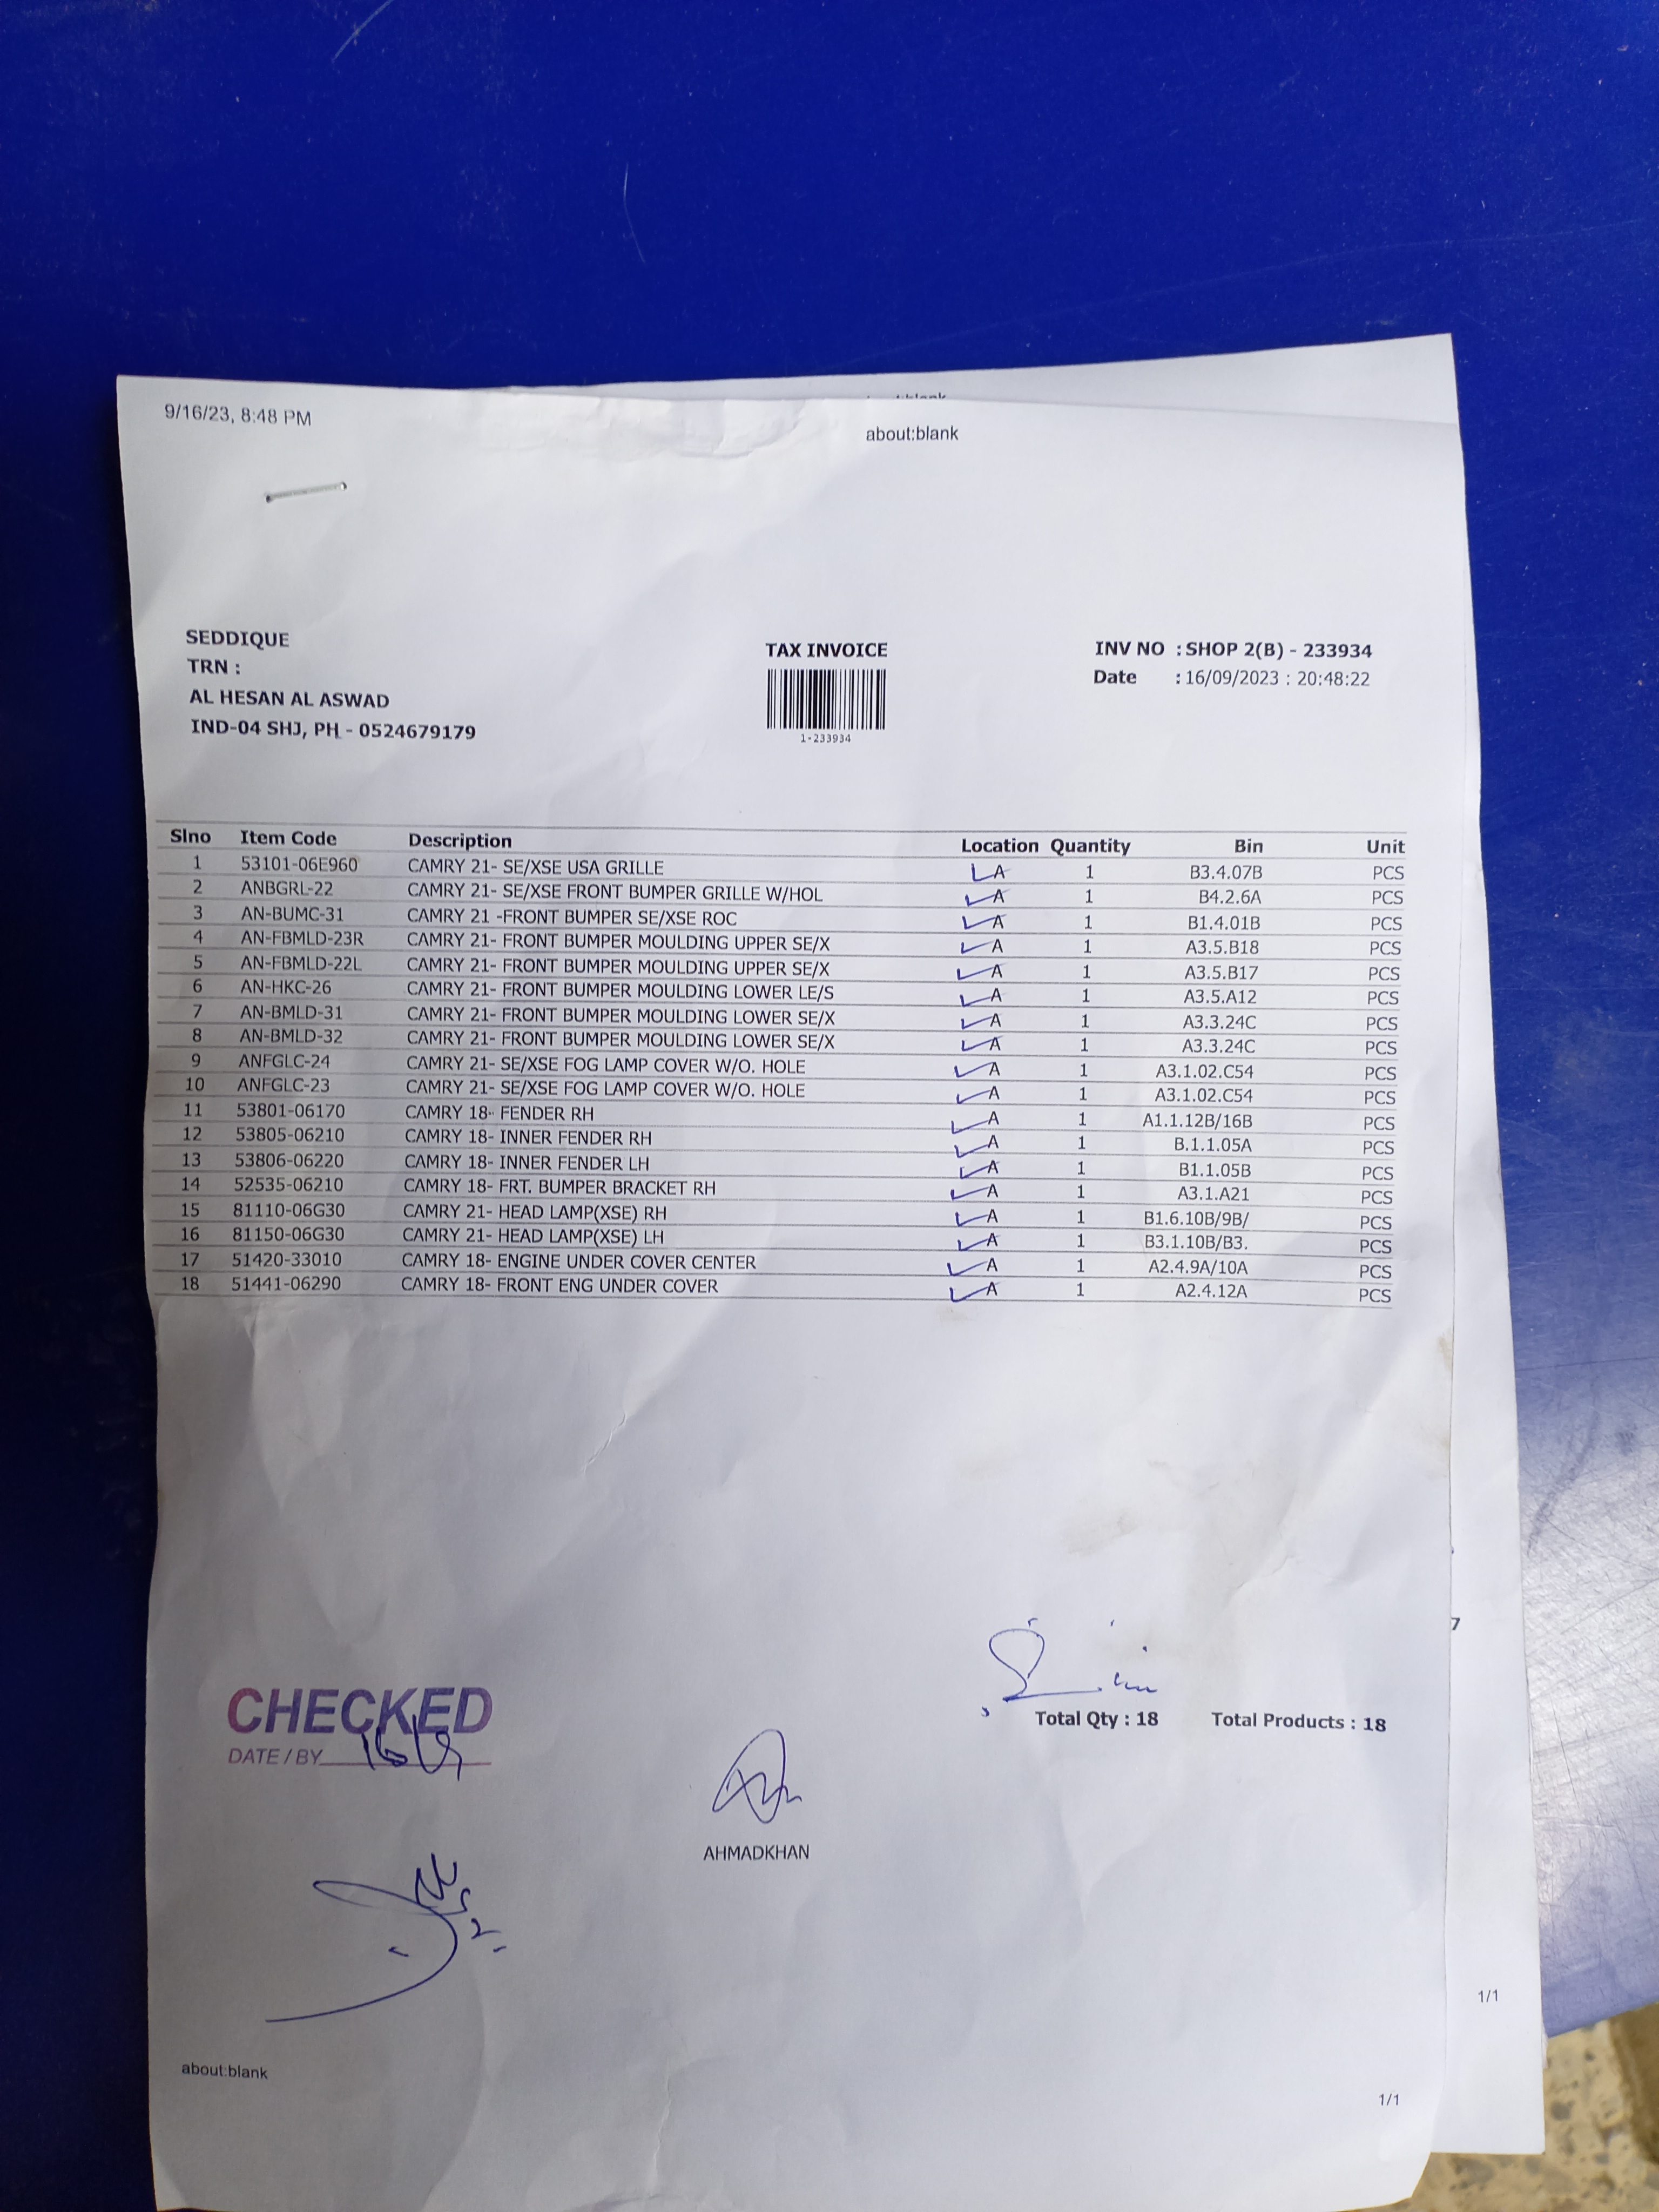 9/16/23, 8:48 PM
about:blank
SEDDIQUE
TRN :
AL HESAN AL ASWAD
IND-04 SHJ, PH - 0524679179
TAX INVOICE
1-233934
INV NO : SHOP 2(B) - 233934
Date : 16/09/2023 : 20:48:22
Slno Item Code Description Location Quantity Bin Unit
1 53101-06E960 CAMRY 21- SE/XSE USA GRILLE A 1 B3.4.07B PCS
2 ANBGRL-22 CAMRY 21- SE/XSE FRONT BUMPER GRILLE W/HOL A 1 B4.2.6A PCS
3 AN-BUMC-31 CAMRY 21 -FRONT BUMPER SE/XSE ROC A 1 B1.4.01B PCS
4 AN-FBMLD-23R CAMRY 21- FRONT BUMPER MOULDING UPPER SE/X A 1 A3.5.B18 PCS
5 AN-FBMLD-22L CAMRY 21- FRONT BUMPER MOULDING UPPER SE/X A 1 A3.5.B17 PCS
6 AN-HKC-26 CAMRY 21- FRONT BUMPER MOULDING LOWER LE/S A 1 A3.5.A12 PCS
7 AN-BMLD-31 CAMRY 21- FRONT BUMPER MOULDING LOWER SE/X A 1 A3.3.24C PCS
8 AN-BMLD-32 CAMRY 21- FRONT BUMPER MOULDING LOWER SE/X A 1 A3.3.24C PCS
9 ANFGLC-24 CAMRY 21- SE/XSE FOG LAMP COVER W/O. HOLE A 1 A3.1.02.C54 PCS
10 ANFGLC-23 CAMRY 21- SE/XSE FOG LAMP COVER W/O. HOLE A 1 A3.1.02.C54 PCS
11 53801-06170 CAMRY 18- FENDER RH A 1 A1.1.12B/16B PCS
12 53805-06210 CAMRY 18- INNER FENDER RH A 1 B.1.1.05A PCS
13 53806-06220 CAMRY 18- INNER FENDER LH A 1 B1.1.05B PCS
14 52535-06210 CAMRY 18- FRT. BUMPER BRACKET RH A 1 A3.1.A21 PCS
15 81110-06G30 CAMRY 21- HEAD LAMP(XSE) RH A 1 B1.6.10B/9B/ PCS
16 81150-06G30 CAMRY 21- HEAD LAMP(XSE) LH A 1 B3.1.10B/B3. PCS
17 51420-33010 CAMRY 18- ENGINE UNDER COVER CENTER A 1 A2.4.9A/10A PCS
18 51441-06290 CAMRY 18- FRONT ENG UNDER COVER A 1 A2.4.12A PCS
7
Total Qty : 18 Total Products : 18
CHECKED
DATE / BY
AHMADKHAN
1/1
about:blank
1/1